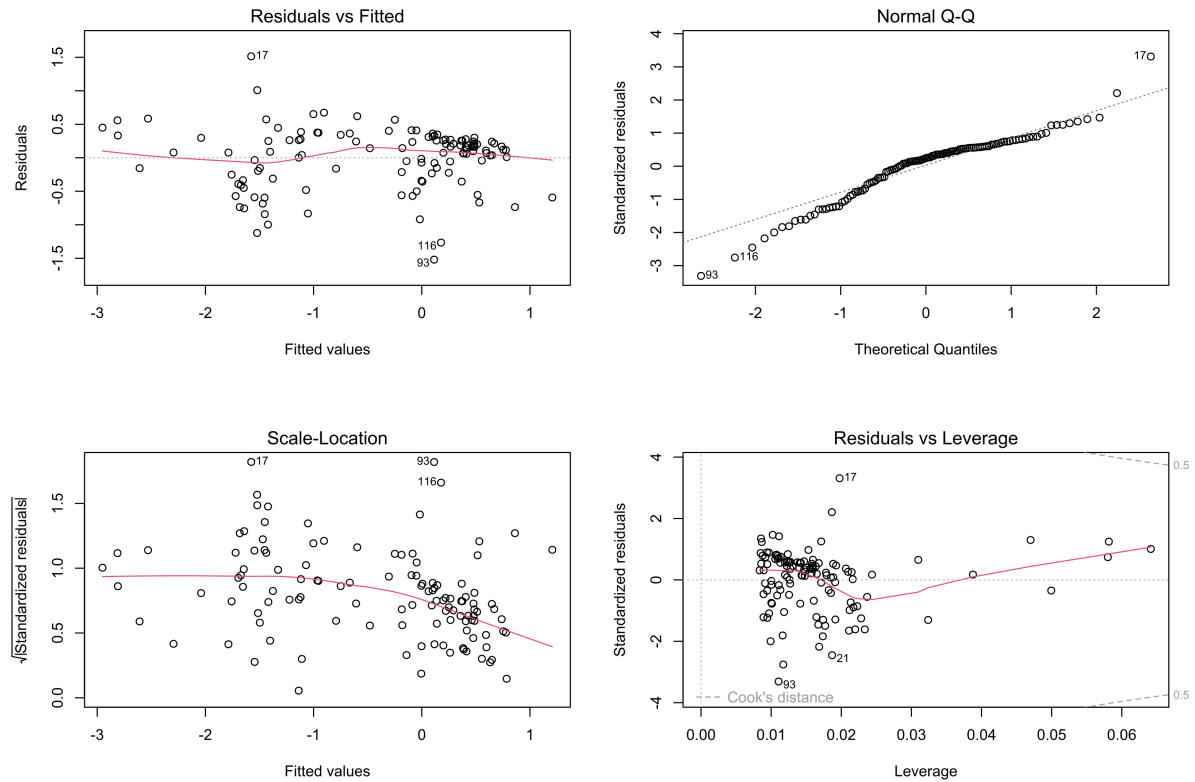 Residuals vs Fitted
Residuals
1.5
0.5
-0.5
-1.5
17
116
93
-3 -2 -1 0 1
Fitted values
Normal Q-Q
Standardized residuals
4
3
2
1
0
-1
-2
-3
17
116
93
-2 -1 0 1 2
Theoretical Quantiles
Scale-Location
√|Standardized residuals|
1.5
1.0
0.5
0.0
17
93
116
-3 -2 -1 0 1
Fitted values
Residuals vs Leverage
Standardized residuals
4
2
0
-2
-4
17
21
93
Cook's distance
0.5
0.5
0.00 0.01 0.02 0.03 0.04 0.05 0.06
Leverage